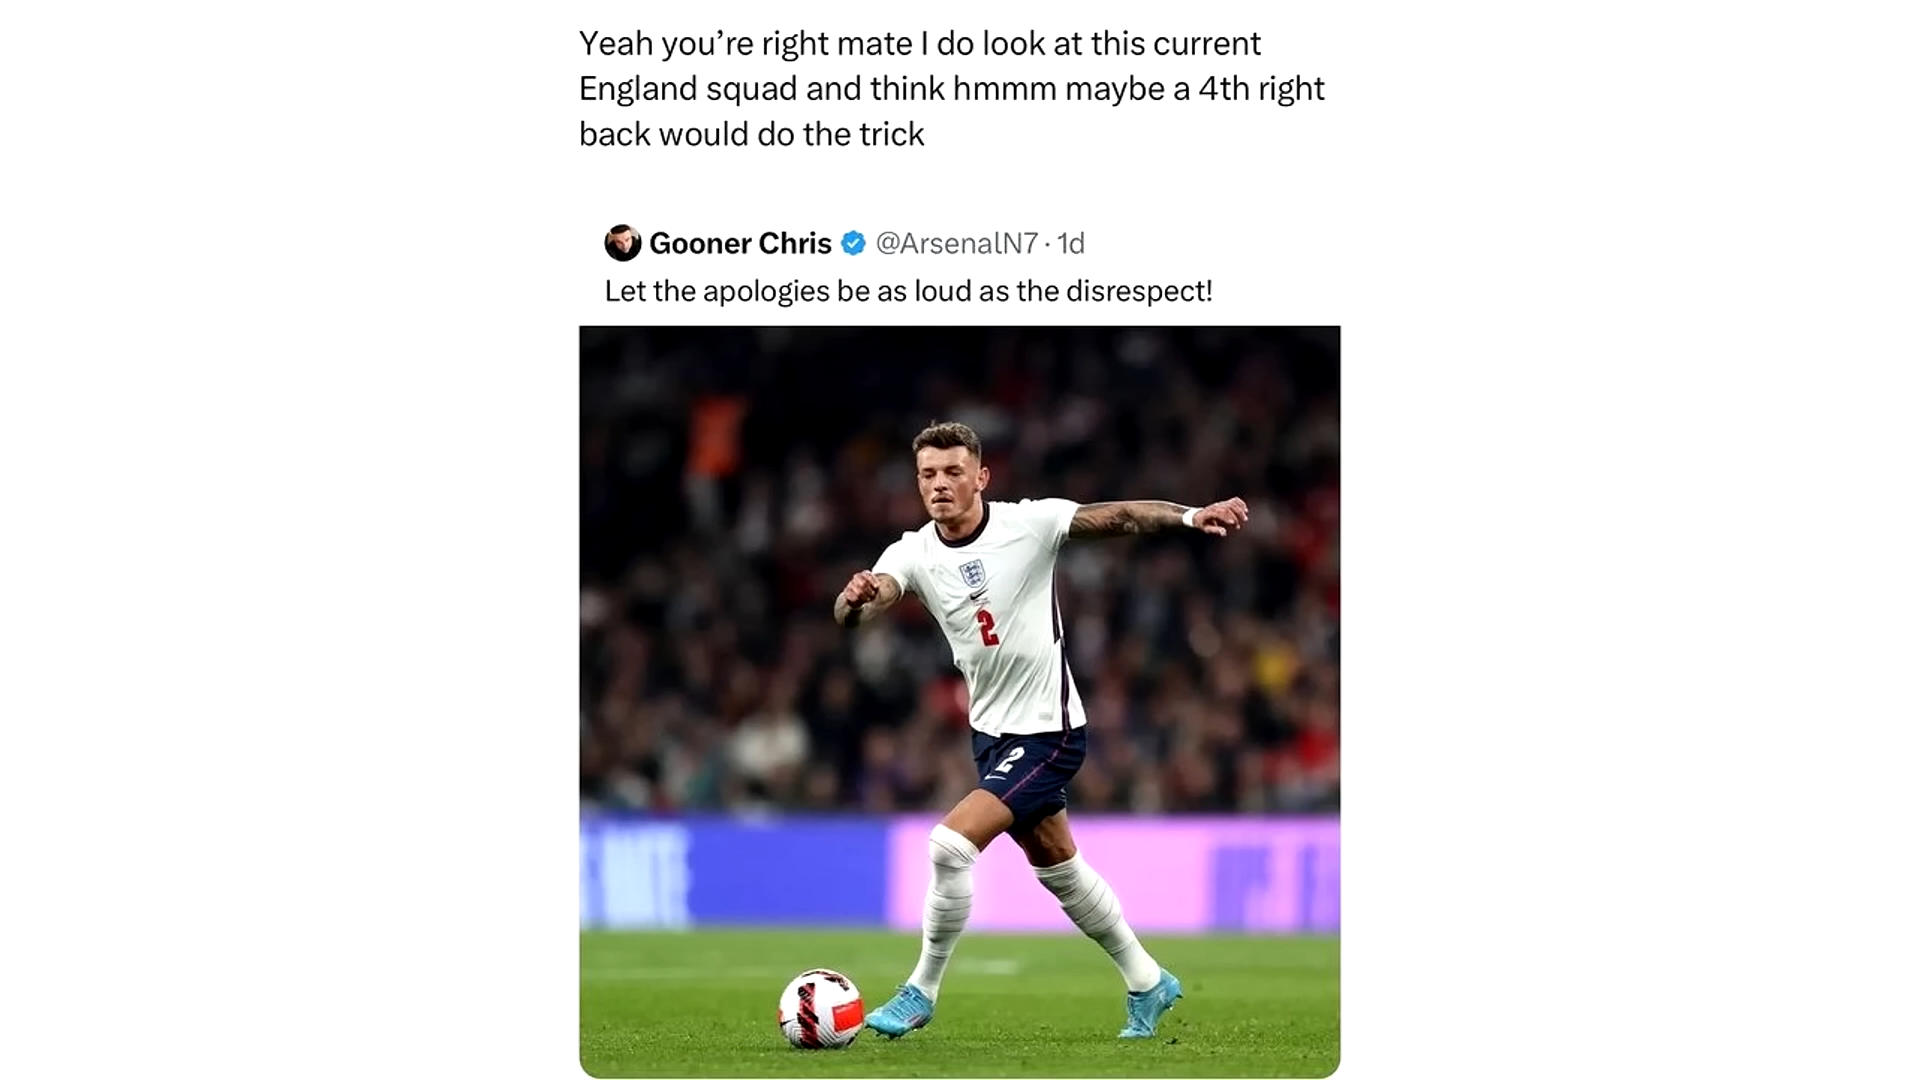 Yeah you’re right mate I do look at this current
England squad and think hmmm maybe a 4th right
back would do the trick
Gooner Chris @ArsenalN7 · 1d
Let the apologies be as loud as the disrespect!
2
2